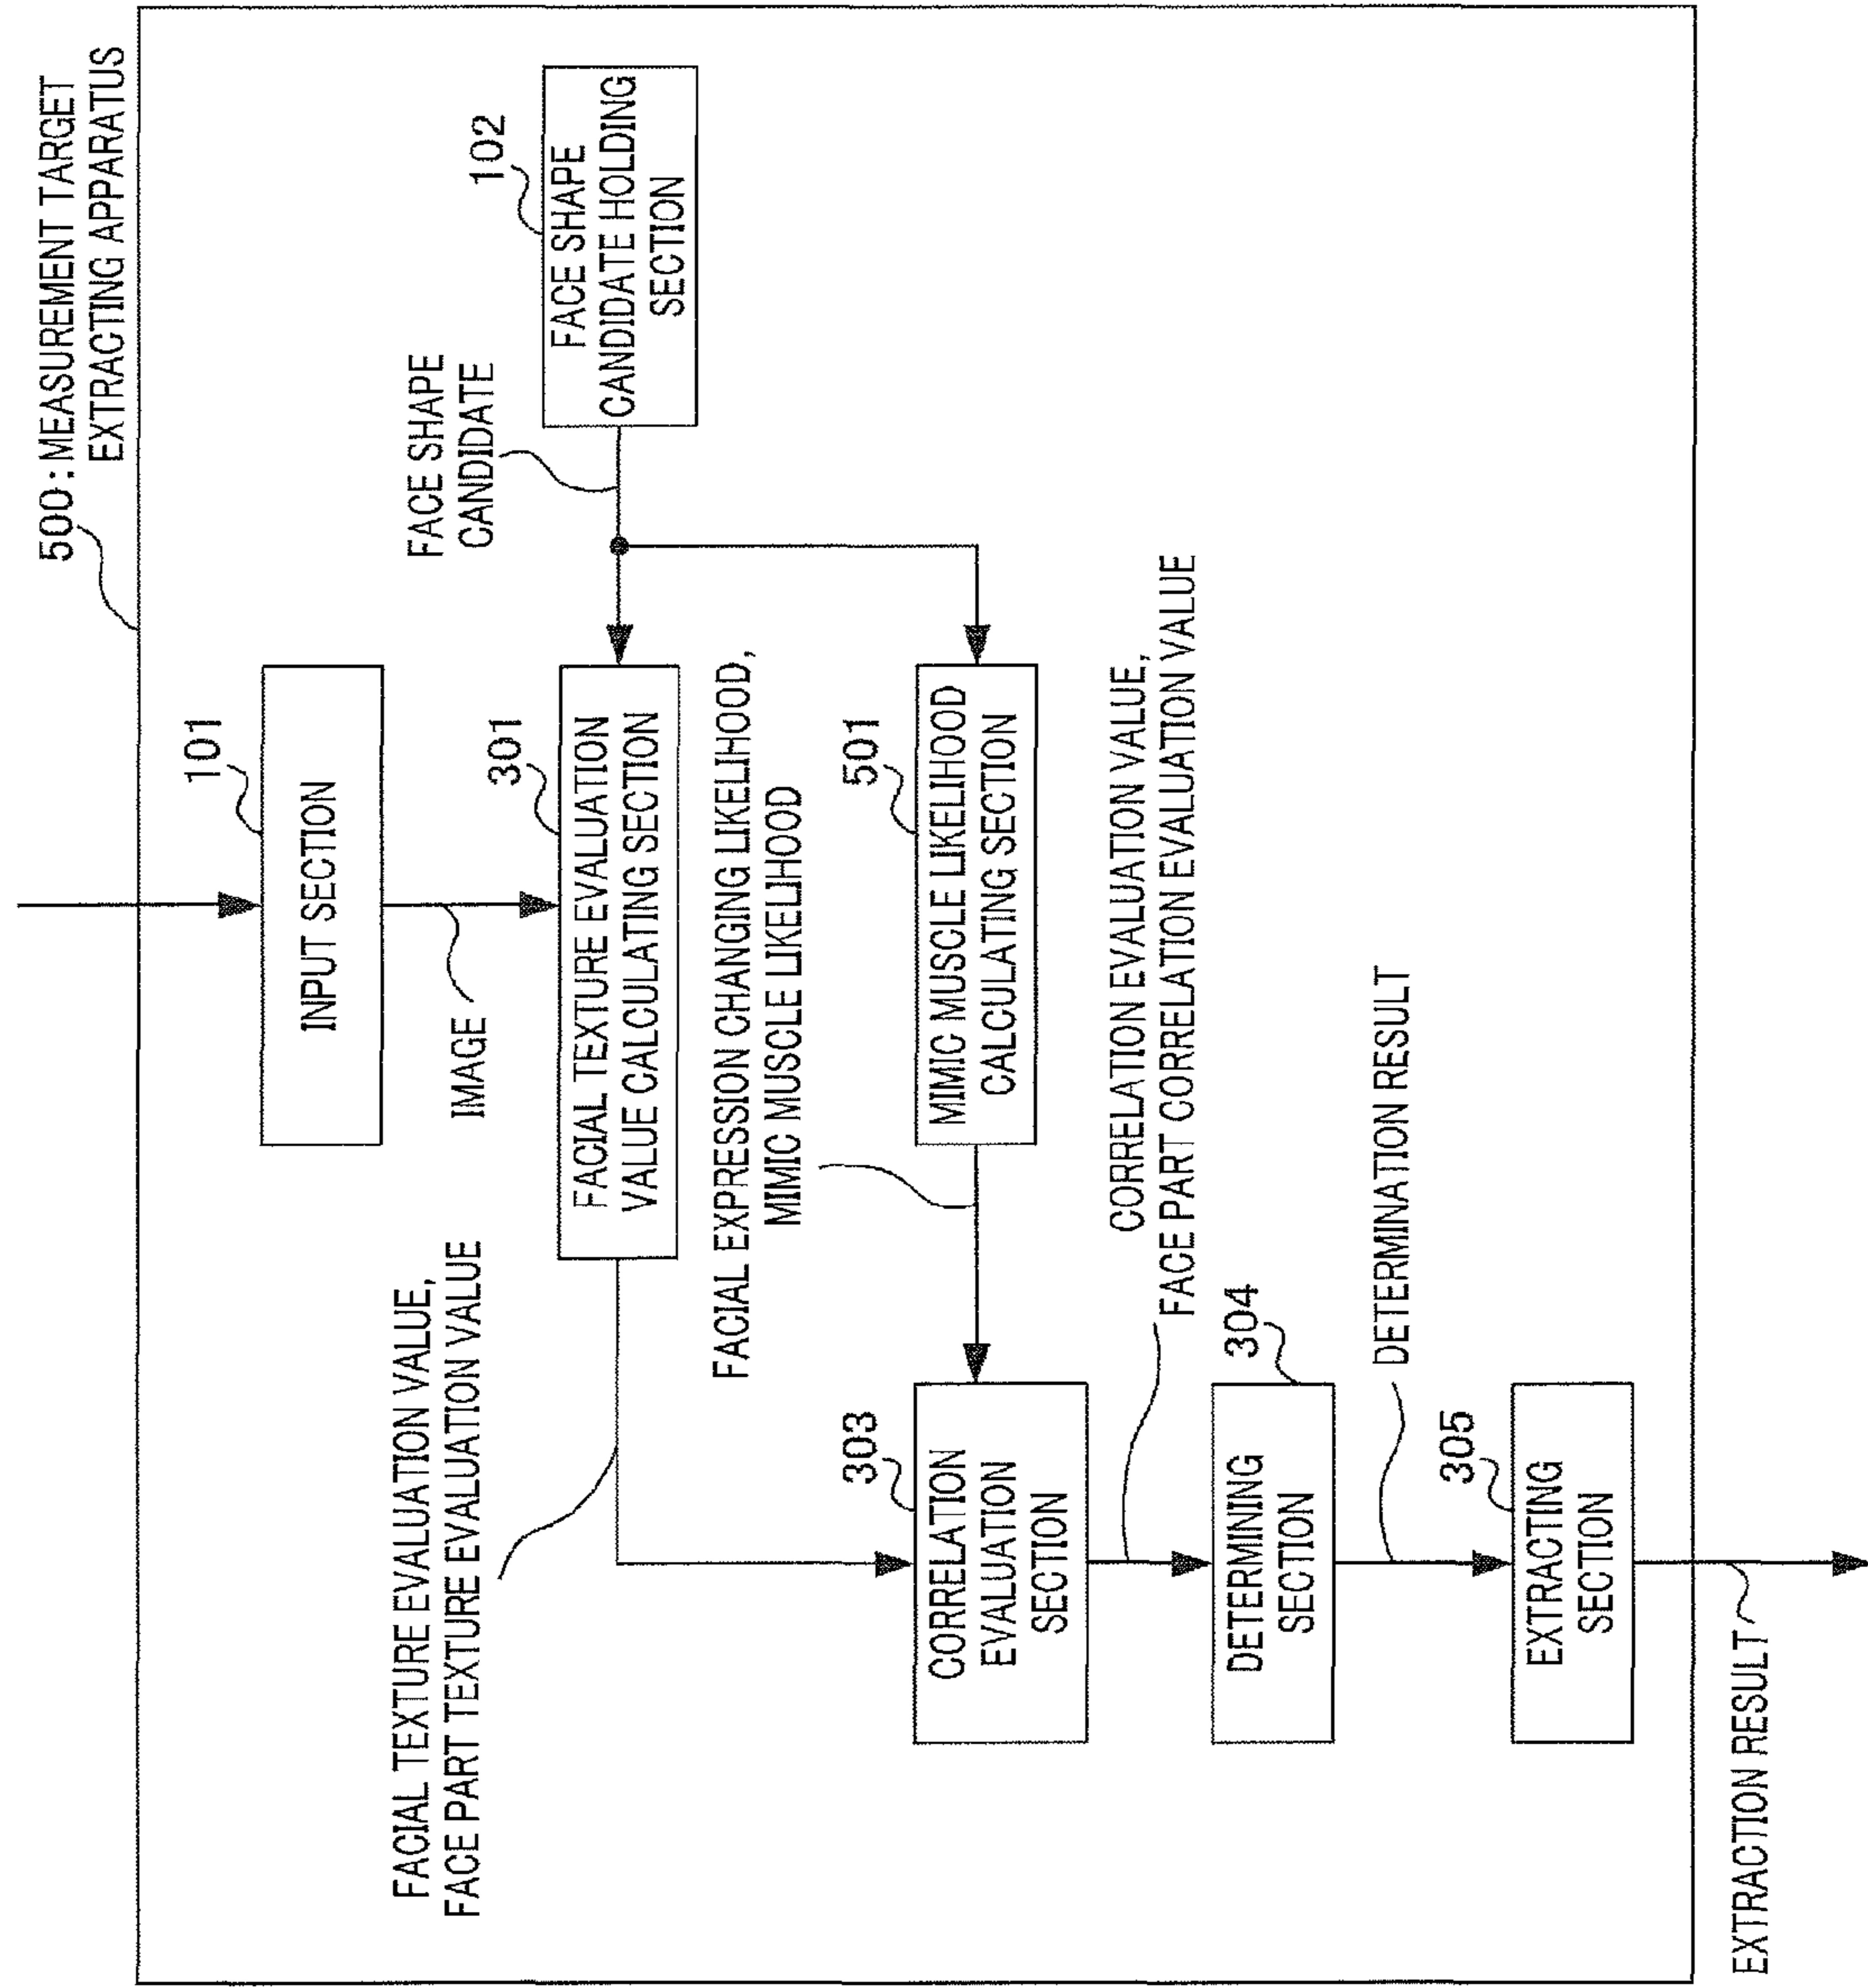 500:MEASUREMENT TARGET
EXTRACTING APPARATUS
101
INPUT SECTION
IMAGE
102
FACE SHAPE
CANDIDATE HOLDING
SECTION
FACE SHAPE
CANDIDATE
301
FACIAL TEXTURE EVALUATION
VALUE CALCULATING SECTION
FACIAL TEXTURE EVALUATION VALUE,
FACE PART TEXTURE EVALUATION VALUE
FACIAL EXPRESSION CHANGING LIKELIHOOD,
MIMIC MUSCLE LIKELIHOOD
501
MIMIC MUSCLE LIKELIHOOD
CALCULATING SECTION
303
CORRELATION
EVALUATION
SECTION
CORRELATION EVALUATION VALUE,
FACE PART CORRELATION EVALUATION VALUE
304
DETERMINING
SECTION
DETERMINATION RESULT
305
EXTRACTING
SECTION
EXTRACTION RESULT